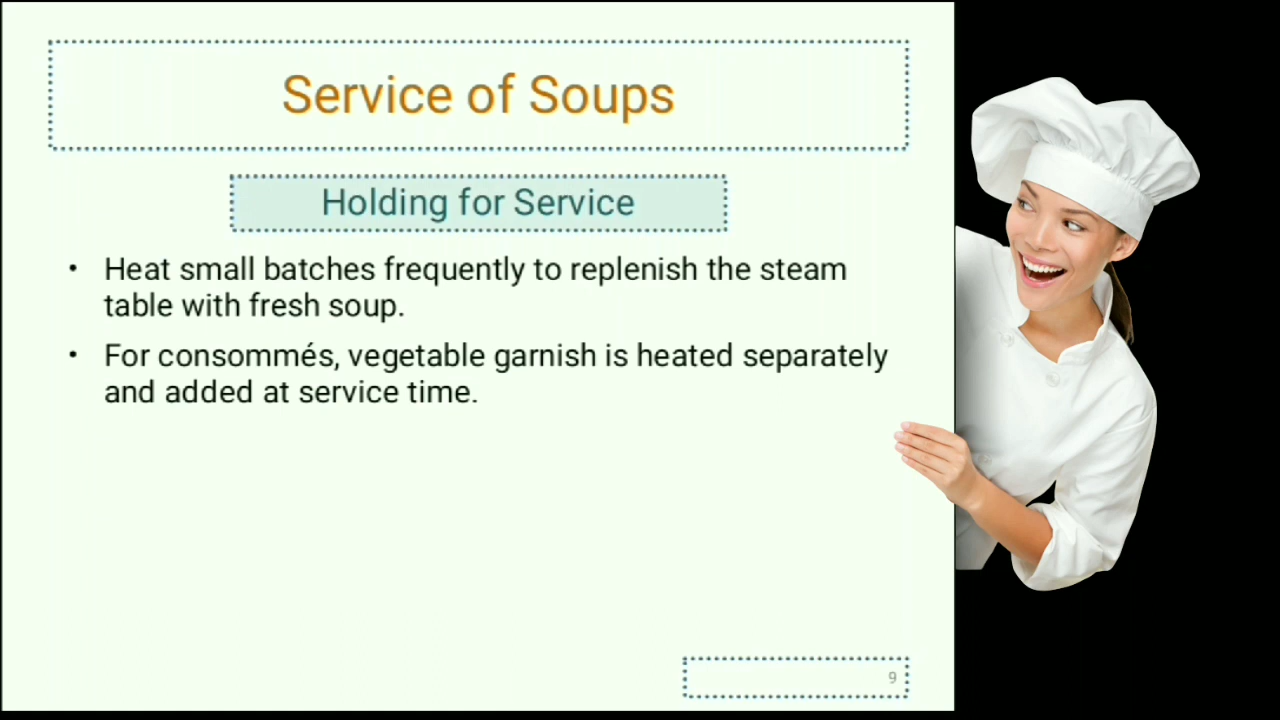 Service of Soups
Holding for Service
• Heat small batches frequently to replenish the steam
table with fresh soup.
• For consommés, vegetable garnish is heated separately
and added at service time.
9